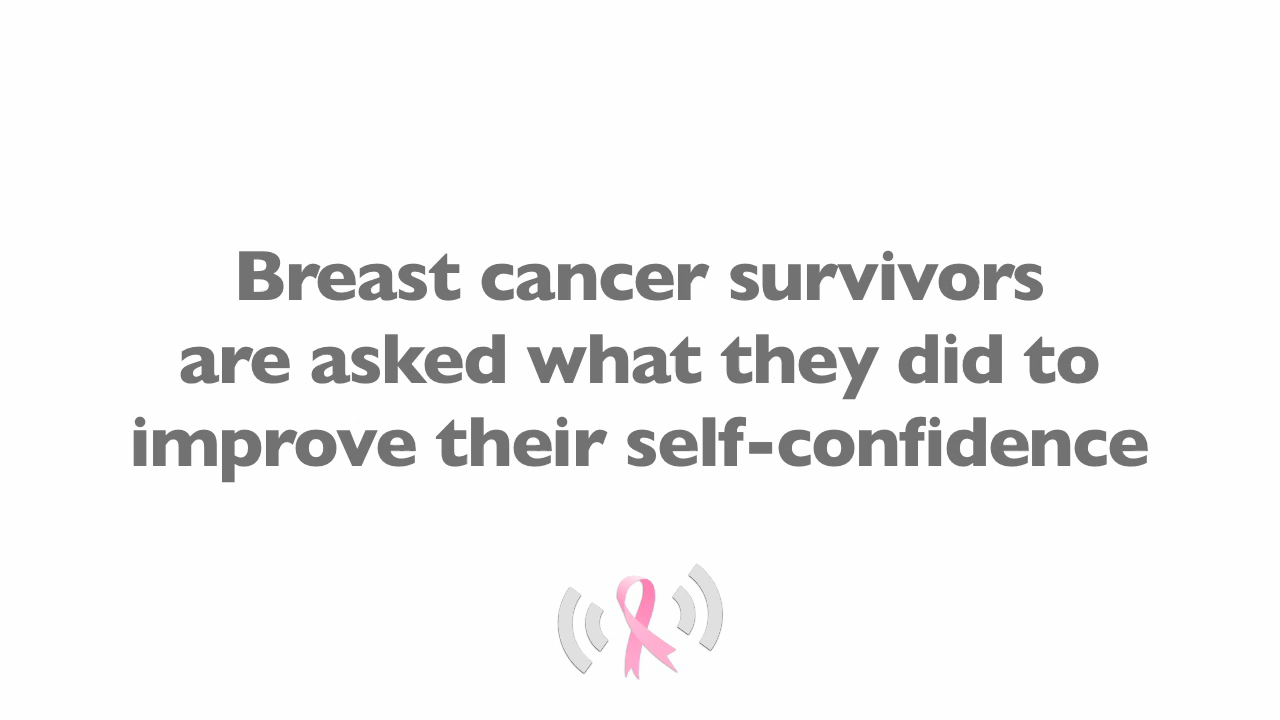 Breast cancer survivors
are asked what they did to
improve their self-confidence